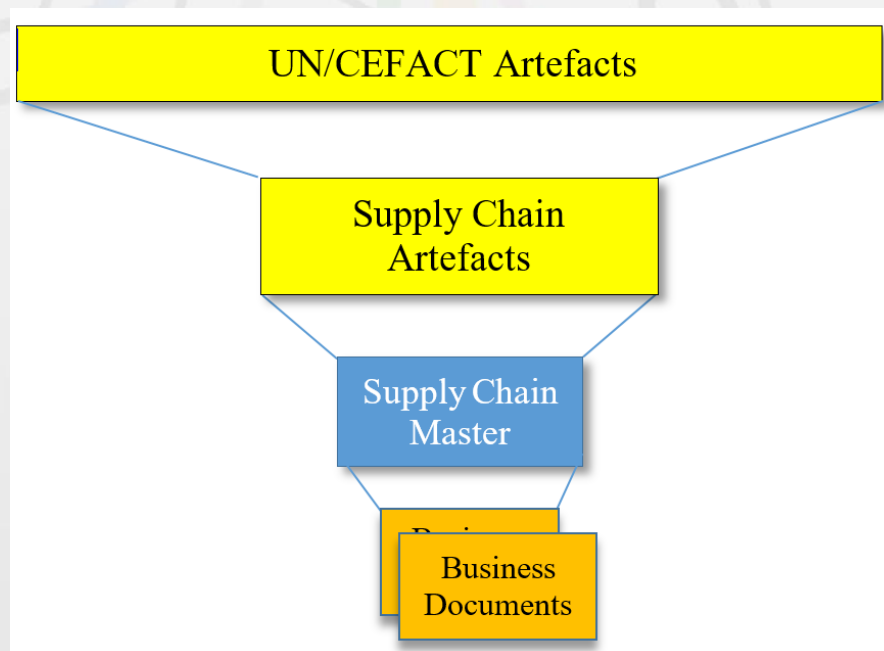 UN/CEFACT Artefacts
Supply Chain
Artefacts
Supply Chain
Master
Business
Documents